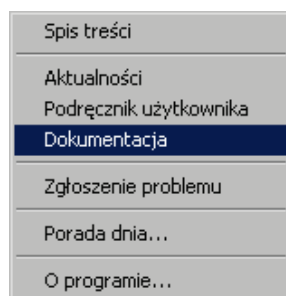 Spis treści
Aktualności
Podręcznik użytkownika
Dokumentacja
Zgłoszenie problemu
Porada dnia...
O programie...